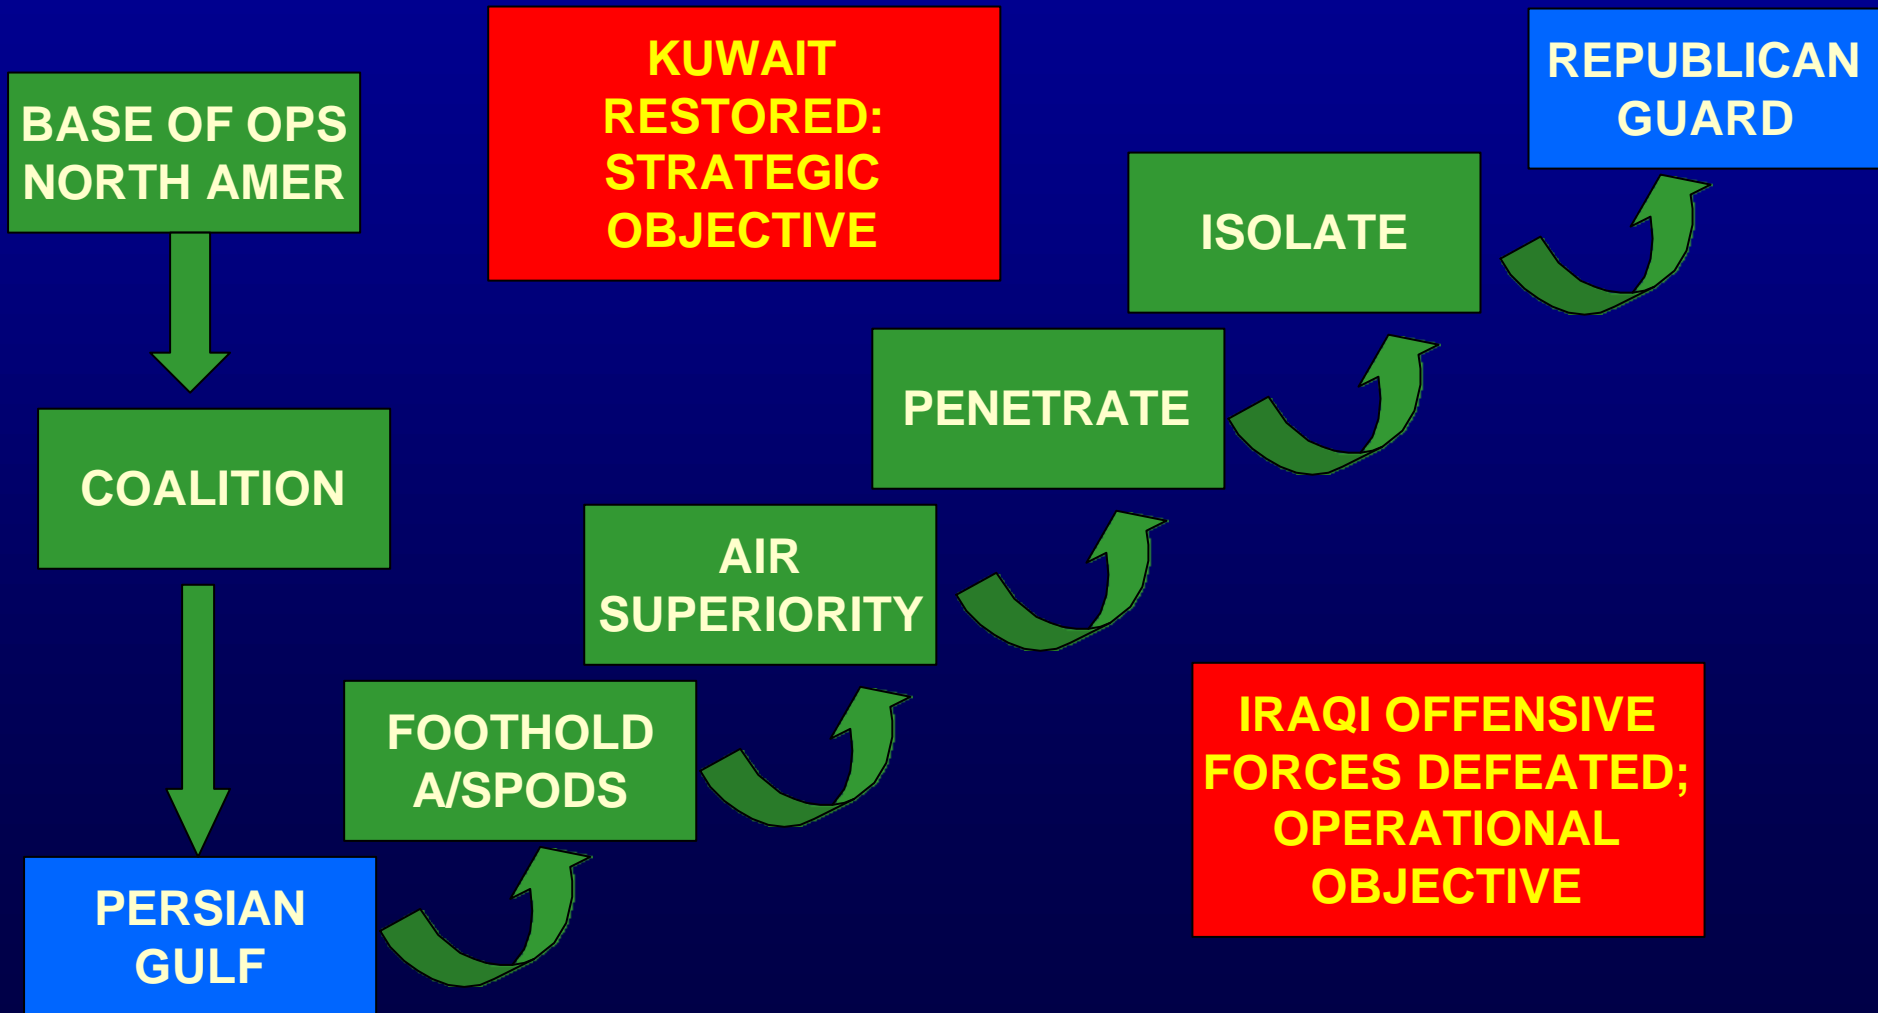 BASE OF OPS
NORTH AMER
KUWAIT
RESTORED:
STRATEGIC
OBJECTIVE
REPUBLICAN
GUARD
ISOLATE
PENETRATE
COALITION
AIR
SUPERIORITY
FOOTHOLD
A/SPODS
IRAQI OFFENSIVE
FORCES DEFEATED;
OPERATIONAL
OBJECTIVE
PERSIAN
GULF